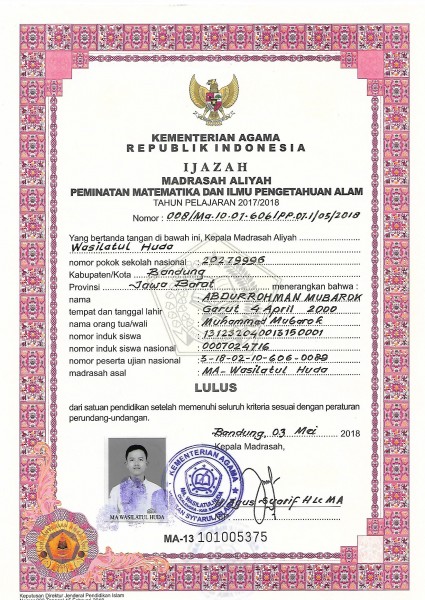 KEMENTERIAN AGAMA
REPUBLIK INDONESIA
IJAZAH
MADRASAH ALIYAH
PEMINATAN MATEMATIKA DAN ILMU PENGETAHUAN ALAM
TAHUN PELAJARAN 2017/2018
Nomor : 008/Ma.10.07.606/PP.07.1/05/2018
Yang bertanda tangan di bawah ini, Kepala Madrasah Aliyah
Wasilatul Huda
nomor pokok sekolah nasional : 20279996
Kabupaten/Kota : Bandung
Provinsi : Jawa Barat menerangkan bahwa :
nama : ABDURROHMAN MUBAROK
tempat dan tanggal lahir : Garut 4 April 2000
nama orang tua/wali : Muhammad Mubarok
nomor induk siswa : 131232040013150001
nomor induk siswa nasional : 0007024716
nomor peserta ujian nasional : 3-18-02-10-606-0089
madrasah asal : MA-Wasilatul Huda
LULUS
dari satuan pendidikan setelah memenuhi seluruh kriteria sesuai dengan peraturan
perundang-undangan.
Bandung, 03 Mei 2018
Kepala Madrasah,
KEMENTERIAN AGAMA
MA WASILATUL HUDA
Syarif H Lc MA
MA-13 101005375
Keputusan Direktur Jenderal Pendidikan Islam